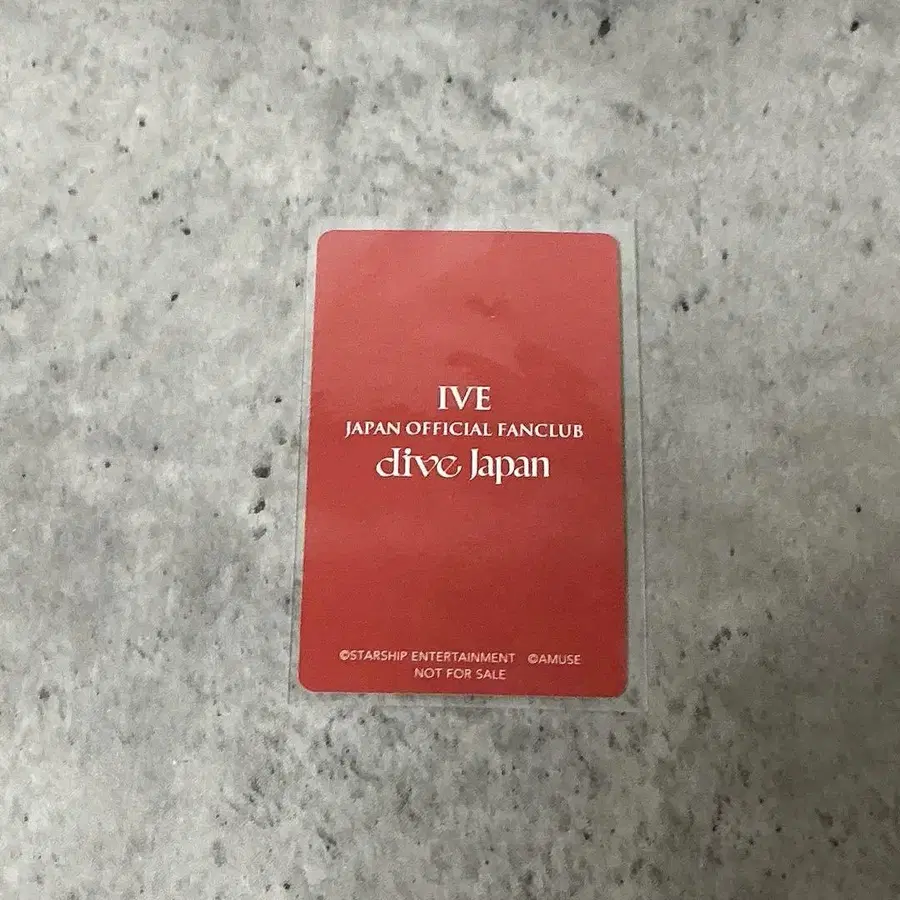 IVE
JAPAN OFFICIAL FANCLUB
dive Japan
©STARSHIP ENTERTAINMENT ©AMUSE
NOT FOR SALE